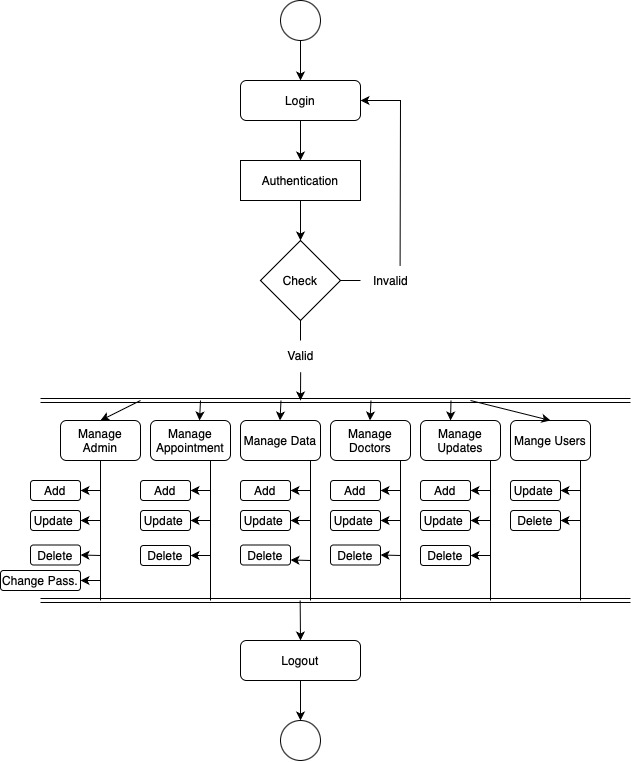 Login
Authentication
Check
Invalid
Valid
Manage
Admin
Manage
Appointment
Manage Data
Manage
Doctors
Manage
Updates
Mange Users
Add
Add
Add
Add
Add
Update
Update
Update
Update
Update
Update
Delete
Delete
Delete
Delete
Delete
Delete
Change Pass.
Logout